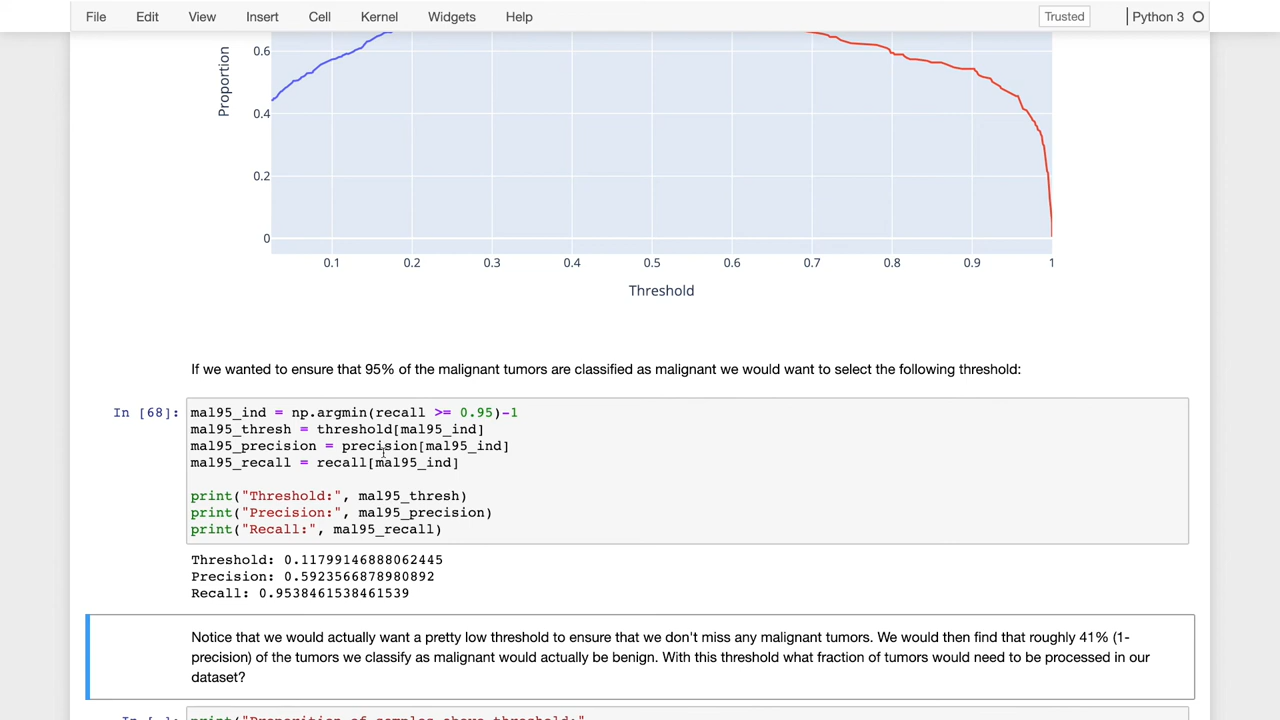 File Edit View Insert Cell Kernel Widgets Help Trusted Python 3
Proportion
0.6
0.4
0.2
0
0.1 0.2 0.3 0.4 0.5 0.6 0.7 0.8 0.9 1
Threshold
If we wanted to ensure that 95% of the malignant tumors are classified as malignant we would want to select the following threshold:
In [68]: mal95_ind = np.argmin(recall >= 0.95)-1
mal95_thresh = threshold[mal95_ind]
mal95_precision = precision[mal95_ind]
mal95_recall = recall[mal95_ind]
print("Threshold:", mal95_thresh)
print("Precision:", mal95_precision)
print("Recall:", mal95_recall)
Threshold: 0.11799146888062445
Precision: 0.5923566878980892
Recall: 0.9538461538461539
Notice that we would actually want a pretty low threshold to ensure that we don't miss any malignant tumors. We would then find that roughly 41% (1-
precision) of the tumors we classify as malignant would actually be benign. With this threshold what fraction of tumors would need to be processed in our
dataset?
In [ ]: print("Proporition of samples above threshold:"